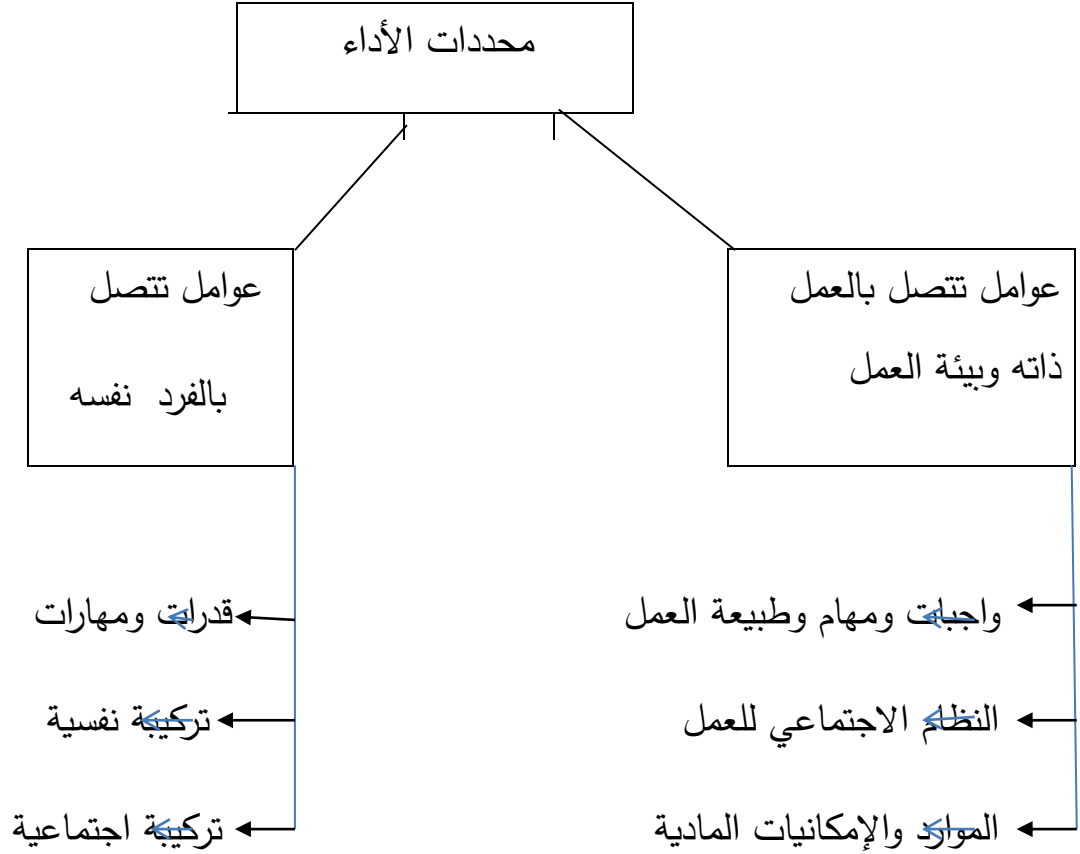 محددات الأداء
عوامل تتصل بالعمل
ذاته وبيئة العمل
عوامل تتصل
بالفرد نفسه
واجبات ومهام وطبيعة العمل
النظام الاجتماعي للعمل
الموارد والإمكانيات المادية
قدرات ومهارات
تركيبة نفسية
تركيبة اجتماعية